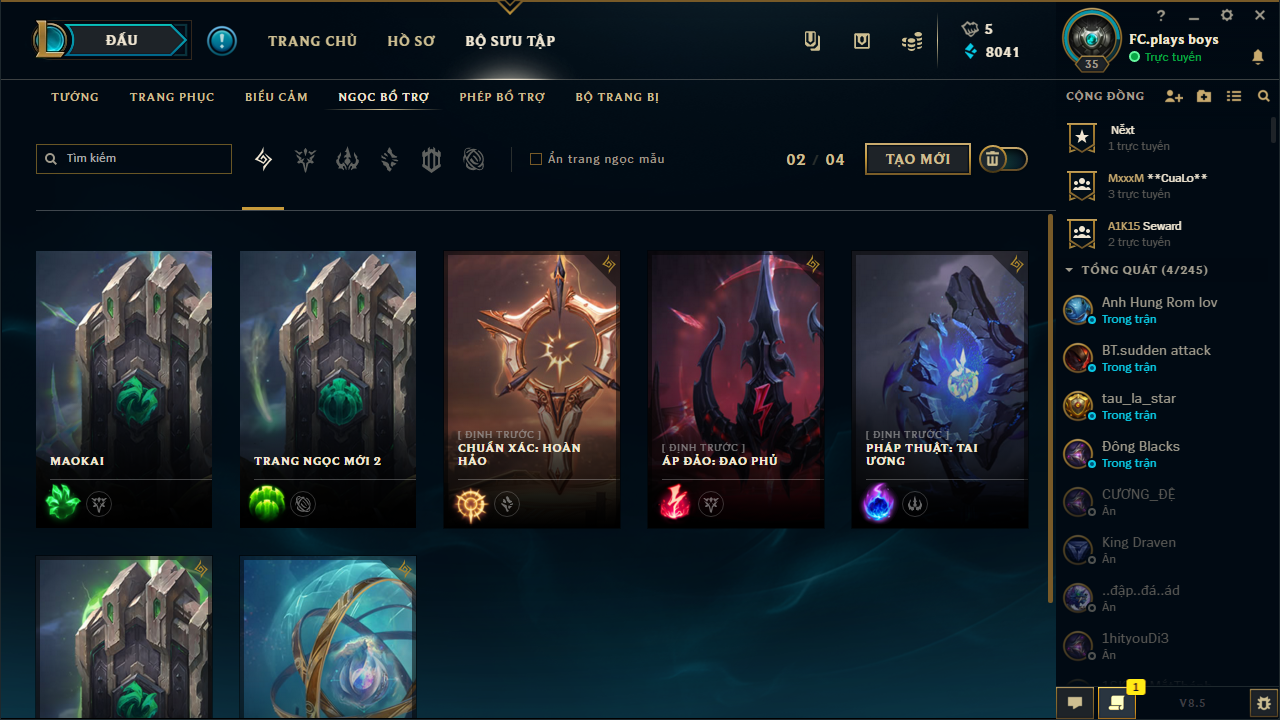 ĐẤU
TRANG CHỦ
HỒ SƠ
BỘ SƯU TẬP
5
8041
35
FC.plays boys
Trực tuyến
TƯỚNG
TRANG PHỤC
BIỂU CẢM
NGỌC BỔ TRỢ
PHÉP BỔ TRỢ
BỘ TRANG BỊ
CỘNG ĐỒNG
Tìm kiếm
Ẩn trang ngọc mẫu
02 / 04
TẠO MỚI
Nễxt
1 trực tuyến
MxxxM **CuaLo**
3 trực tuyến
A1K15 Seward
2 trực tuyến
TỔNG QUÁT (4/245)
Anh Hung Rom lov
Trong trận
BT.sudden attack
Trong trận
tau_la_star
Trong trận
Đông Blacks
Trong trận
CƯƠNG_ĐỆ
Ẩn
King Draven
Ẩn
..đập..đá..ád
Ẩn
1hityouDi3
Ẩn
MAOKAI
TRANG NGỌC MỚI 2
[ ĐỊNH TRƯỚC ]
CHUẨN XÁC: HOÀN
HẢO
[ ĐỊNH TRƯỚC ]
ÁP ĐẢO: ĐAO PHỦ
[ ĐỊNH TRƯỚC ]
PHÁP THUẬT: TAI
ƯƠNG
1
V8.5